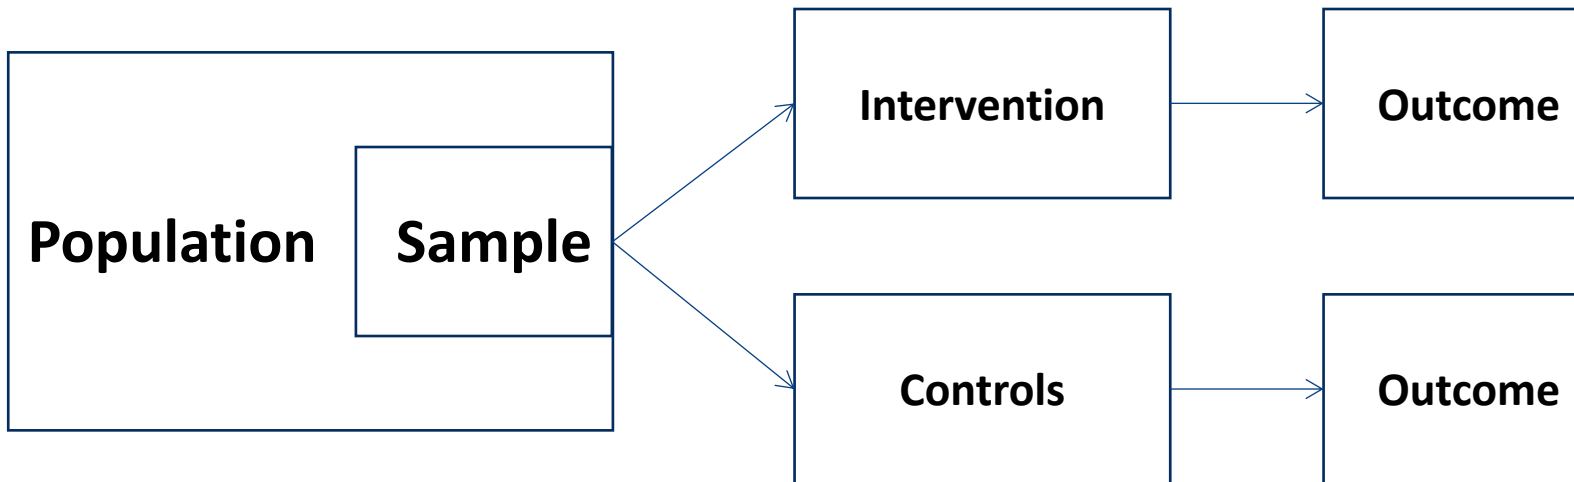 Population
Sample
Intervention
Outcome
Controls
Outcome